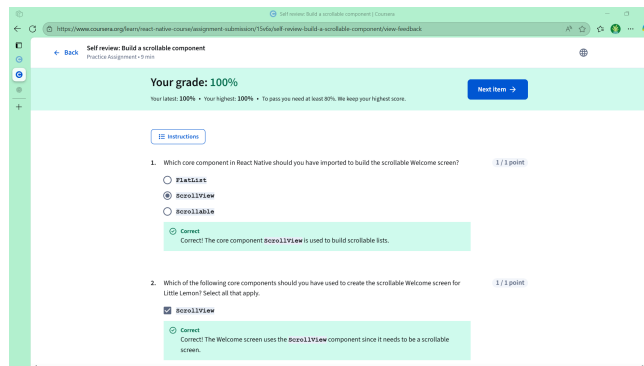 Self review: Build a scrollable component | Coursera
https://www.coursera.org/learn/react-native-course/assignment-submission/15v6s/self-review-build-a-scrollable-component/view-feedback
← Back
Self review: Build a scrollable component
Practice Assignment • 9 min
Your grade: 100%
Your latest: 100% • Your highest: 100% • To pass you need at least 80%. We keep your highest score.
Next item →
Instructions
1. Which core component in React Native should you have imported to build the scrollable Welcome screen?
1 / 1 point
FlatList
ScrollView
Scrollable
Correct
Correct! The core component ScrollView is used to build scrollable lists.
2. Which of the following core components should you have used to create the scrollable Welcome screen for
Little Lemon? Select all that apply.
1 / 1 point
ScrollView
Correct
Correct! The Welcome screen uses the ScrollView component since it needs to be a scrollable
screen.